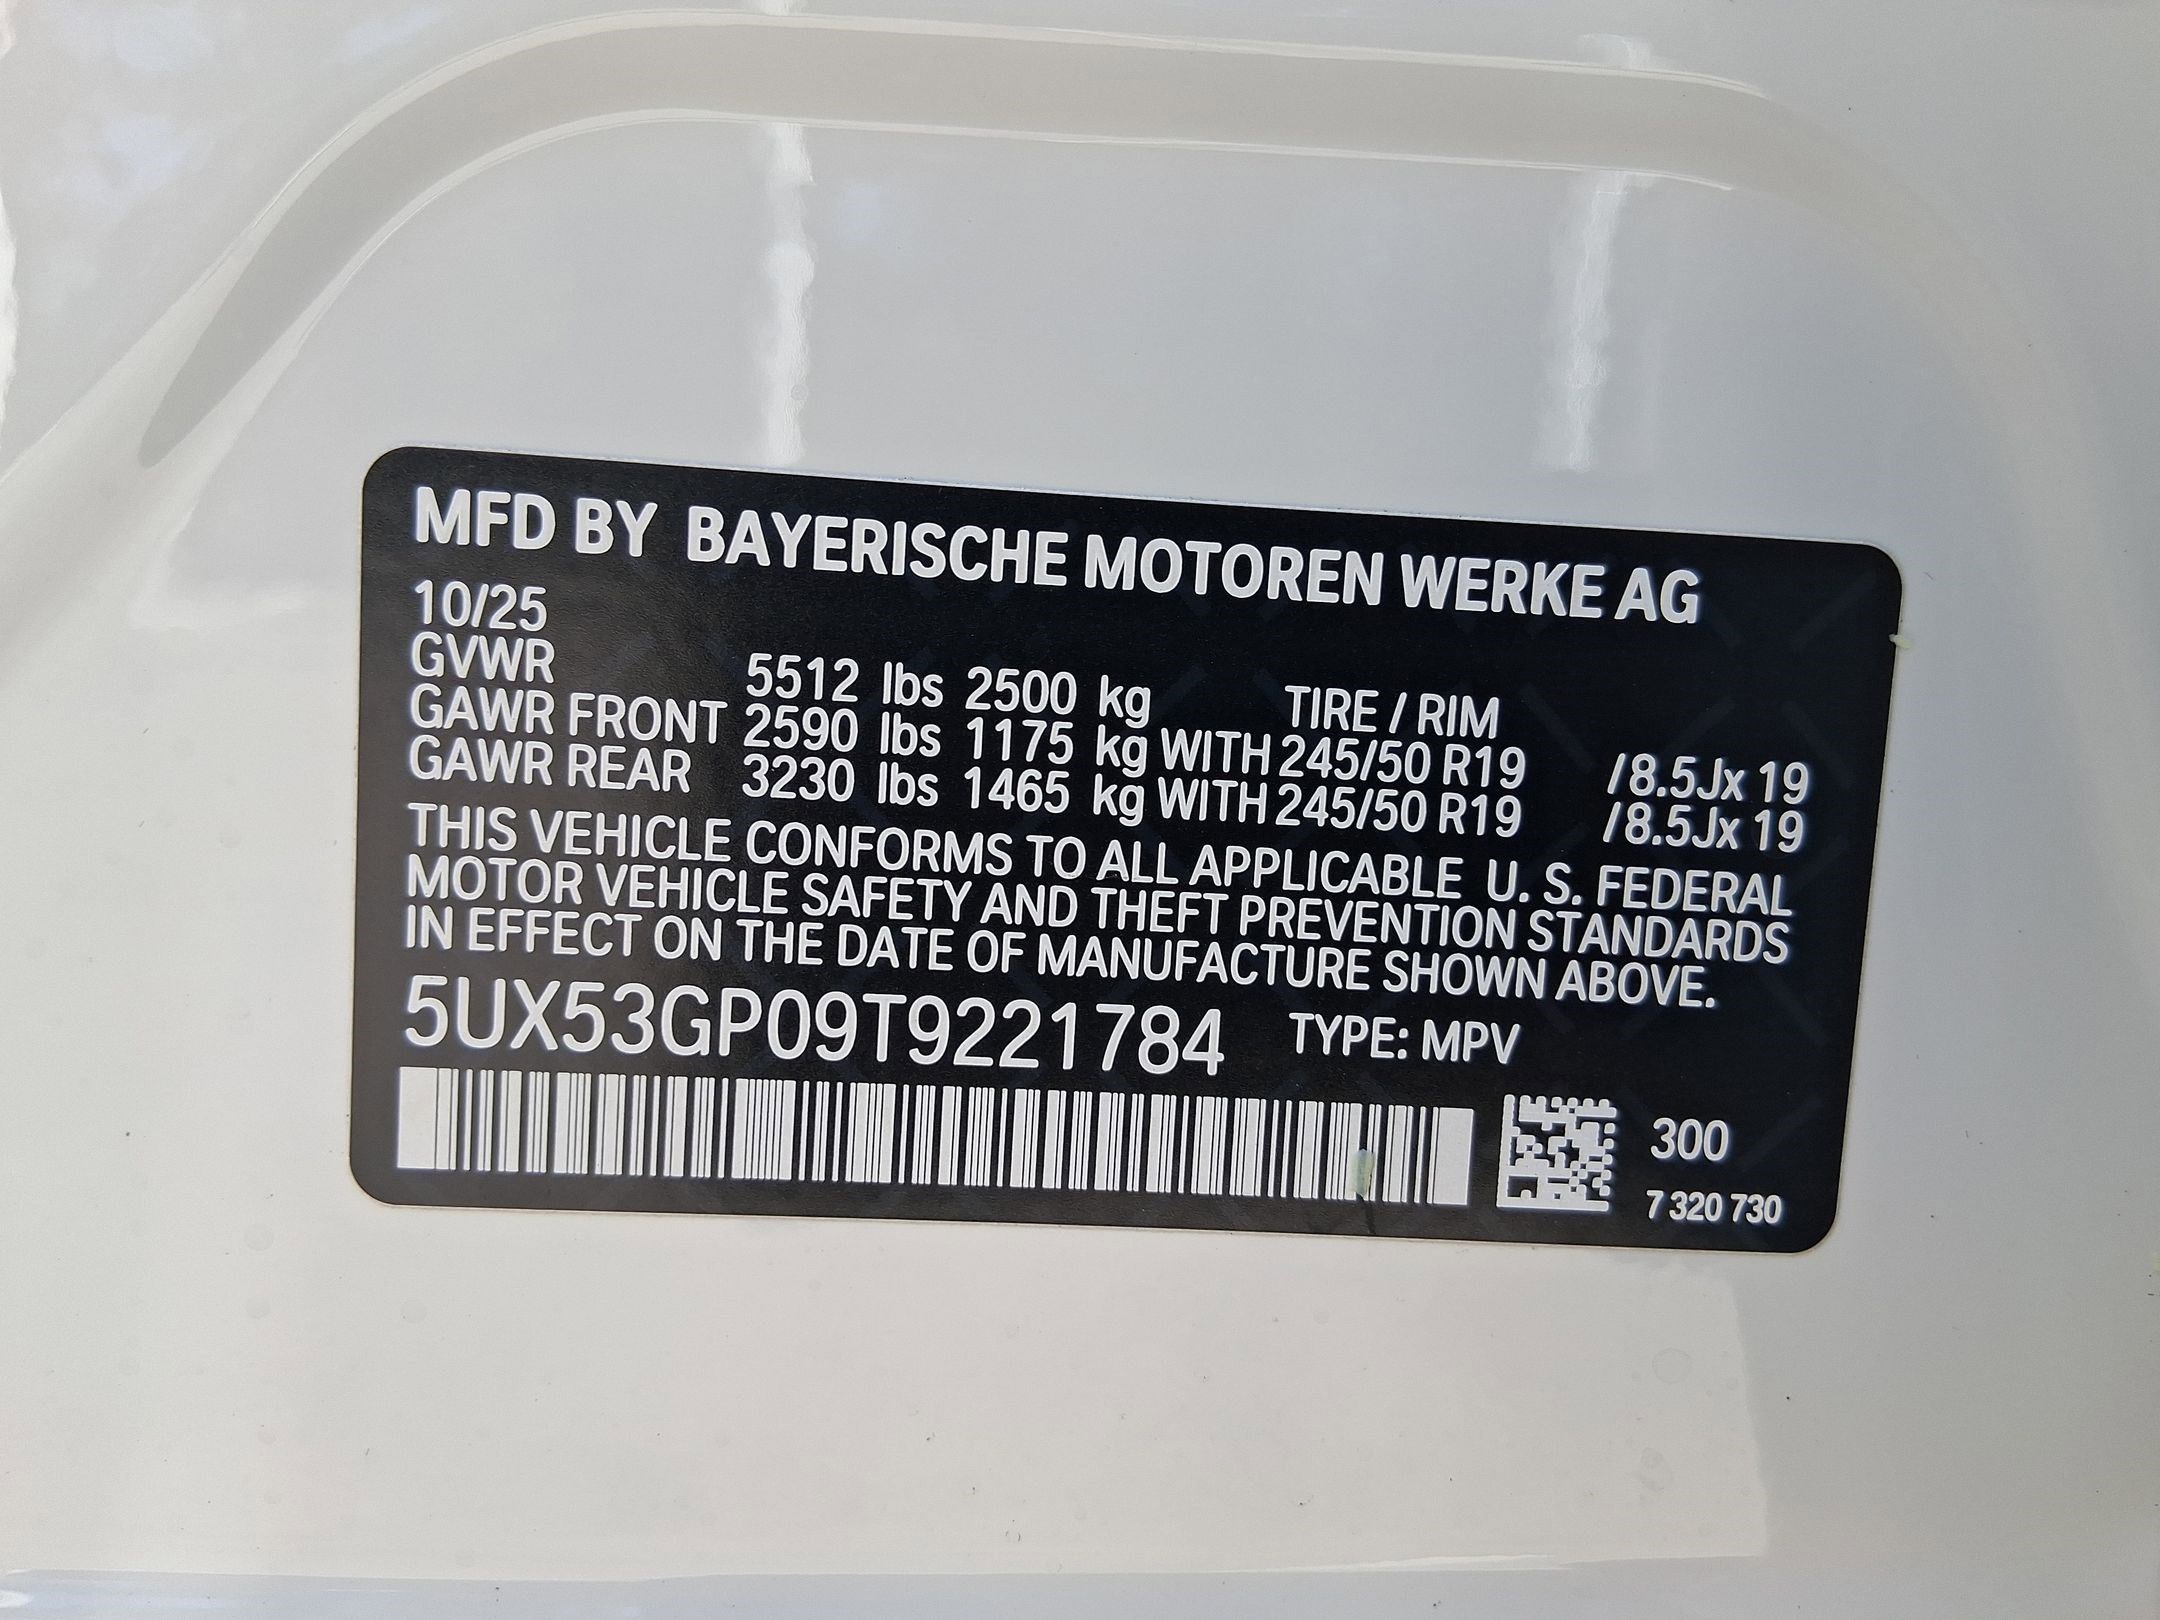 MFD BY BAYERISCHE MOTOREN WERKE AG
10/25
GVWR 5512 lbs 2500 kg TIRE / RIM
GAWR FRONT 2590 lbs 1175 kg WITH 245/50 R19 /8.5Jx 19
GAWR REAR 3230 lbs 1465 kg WITH 245/50 R19 /8.5Jx 19
THIS VEHICLE CONFORMS TO ALL APPLICABLE U. S. FEDERAL
MOTOR VEHICLE SAFETY AND THEFT PREVENTION STANDARDS
IN EFFECT ON THE DATE OF MANUFACTURE SHOWN ABOVE.
5UX53GP09T9221784 TYPE: MPV
300
7 320 730